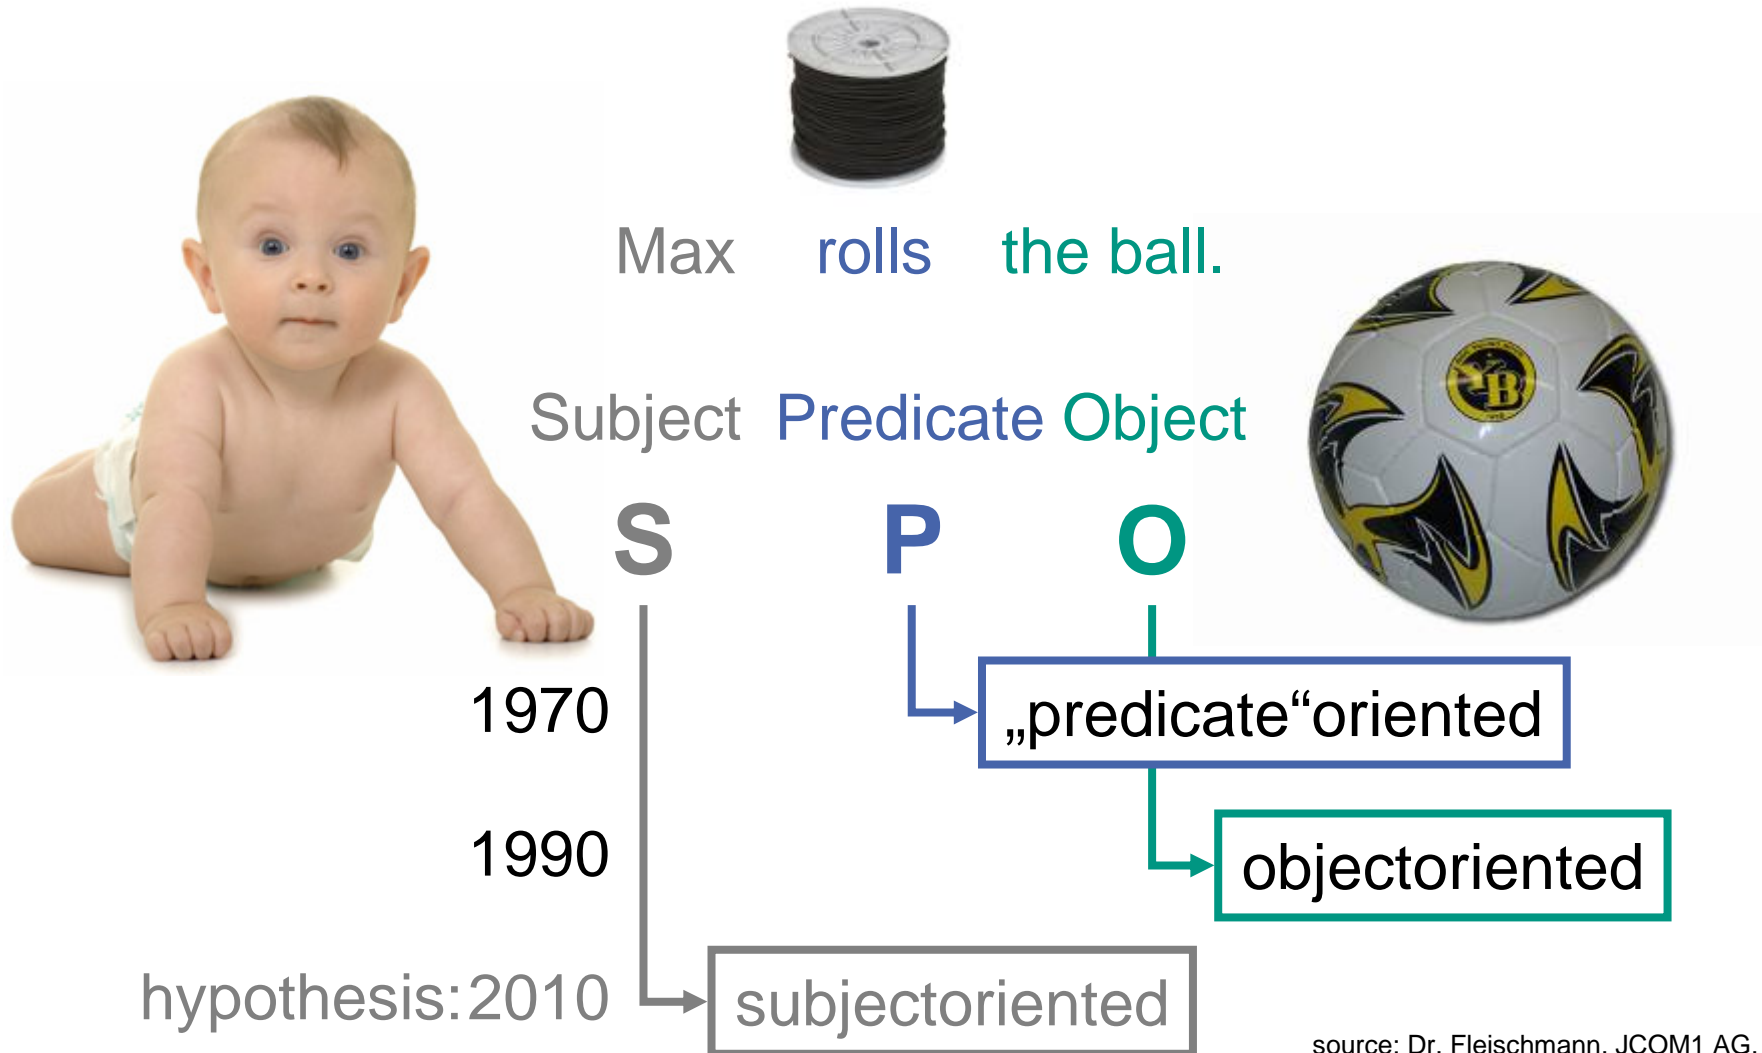 Max rolls the ball.
Subject Predicate Object
S P O
1970 „predicate“oriented
1990 objectoriented
hypothesis: 2010 subjectoriented
YB
source: Dr. Fleischmann, JCOM1 AG.